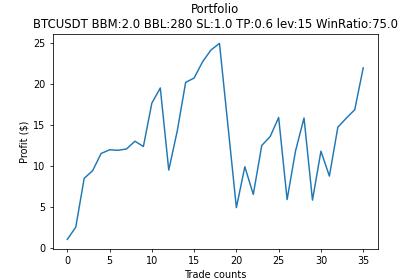 Portfolio
BTCUSDT BBM:2.0 BBL:280 SL:1.0 TP:0.6 lev:15 WinRatio:75.0
25
20
15
10
5
0
Profit ($)
0 5 10 15 20 25 30 35
Trade counts